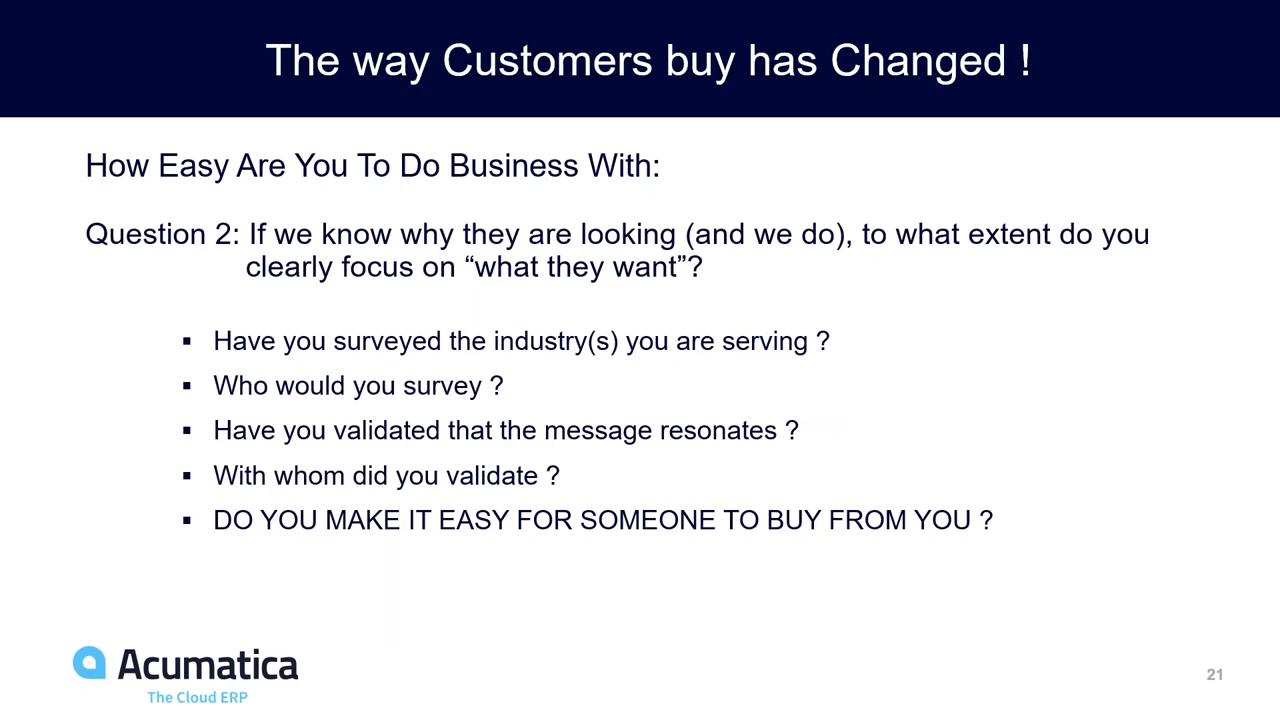 The way Customers buy has Changed !
How Easy Are You To Do Business With:
Question 2: If we know why they are looking (and we do), to what extent do you
clearly focus on “what they want”?
▪ Have you surveyed the industry(s) you are serving ?
▪ Who would you survey ?
▪ Have you validated that the message resonates ?
▪ With whom did you validate ?
▪ DO YOU MAKE IT EASY FOR SOMEONE TO BUY FROM YOU ?
Acumatica
The Cloud ERP
21